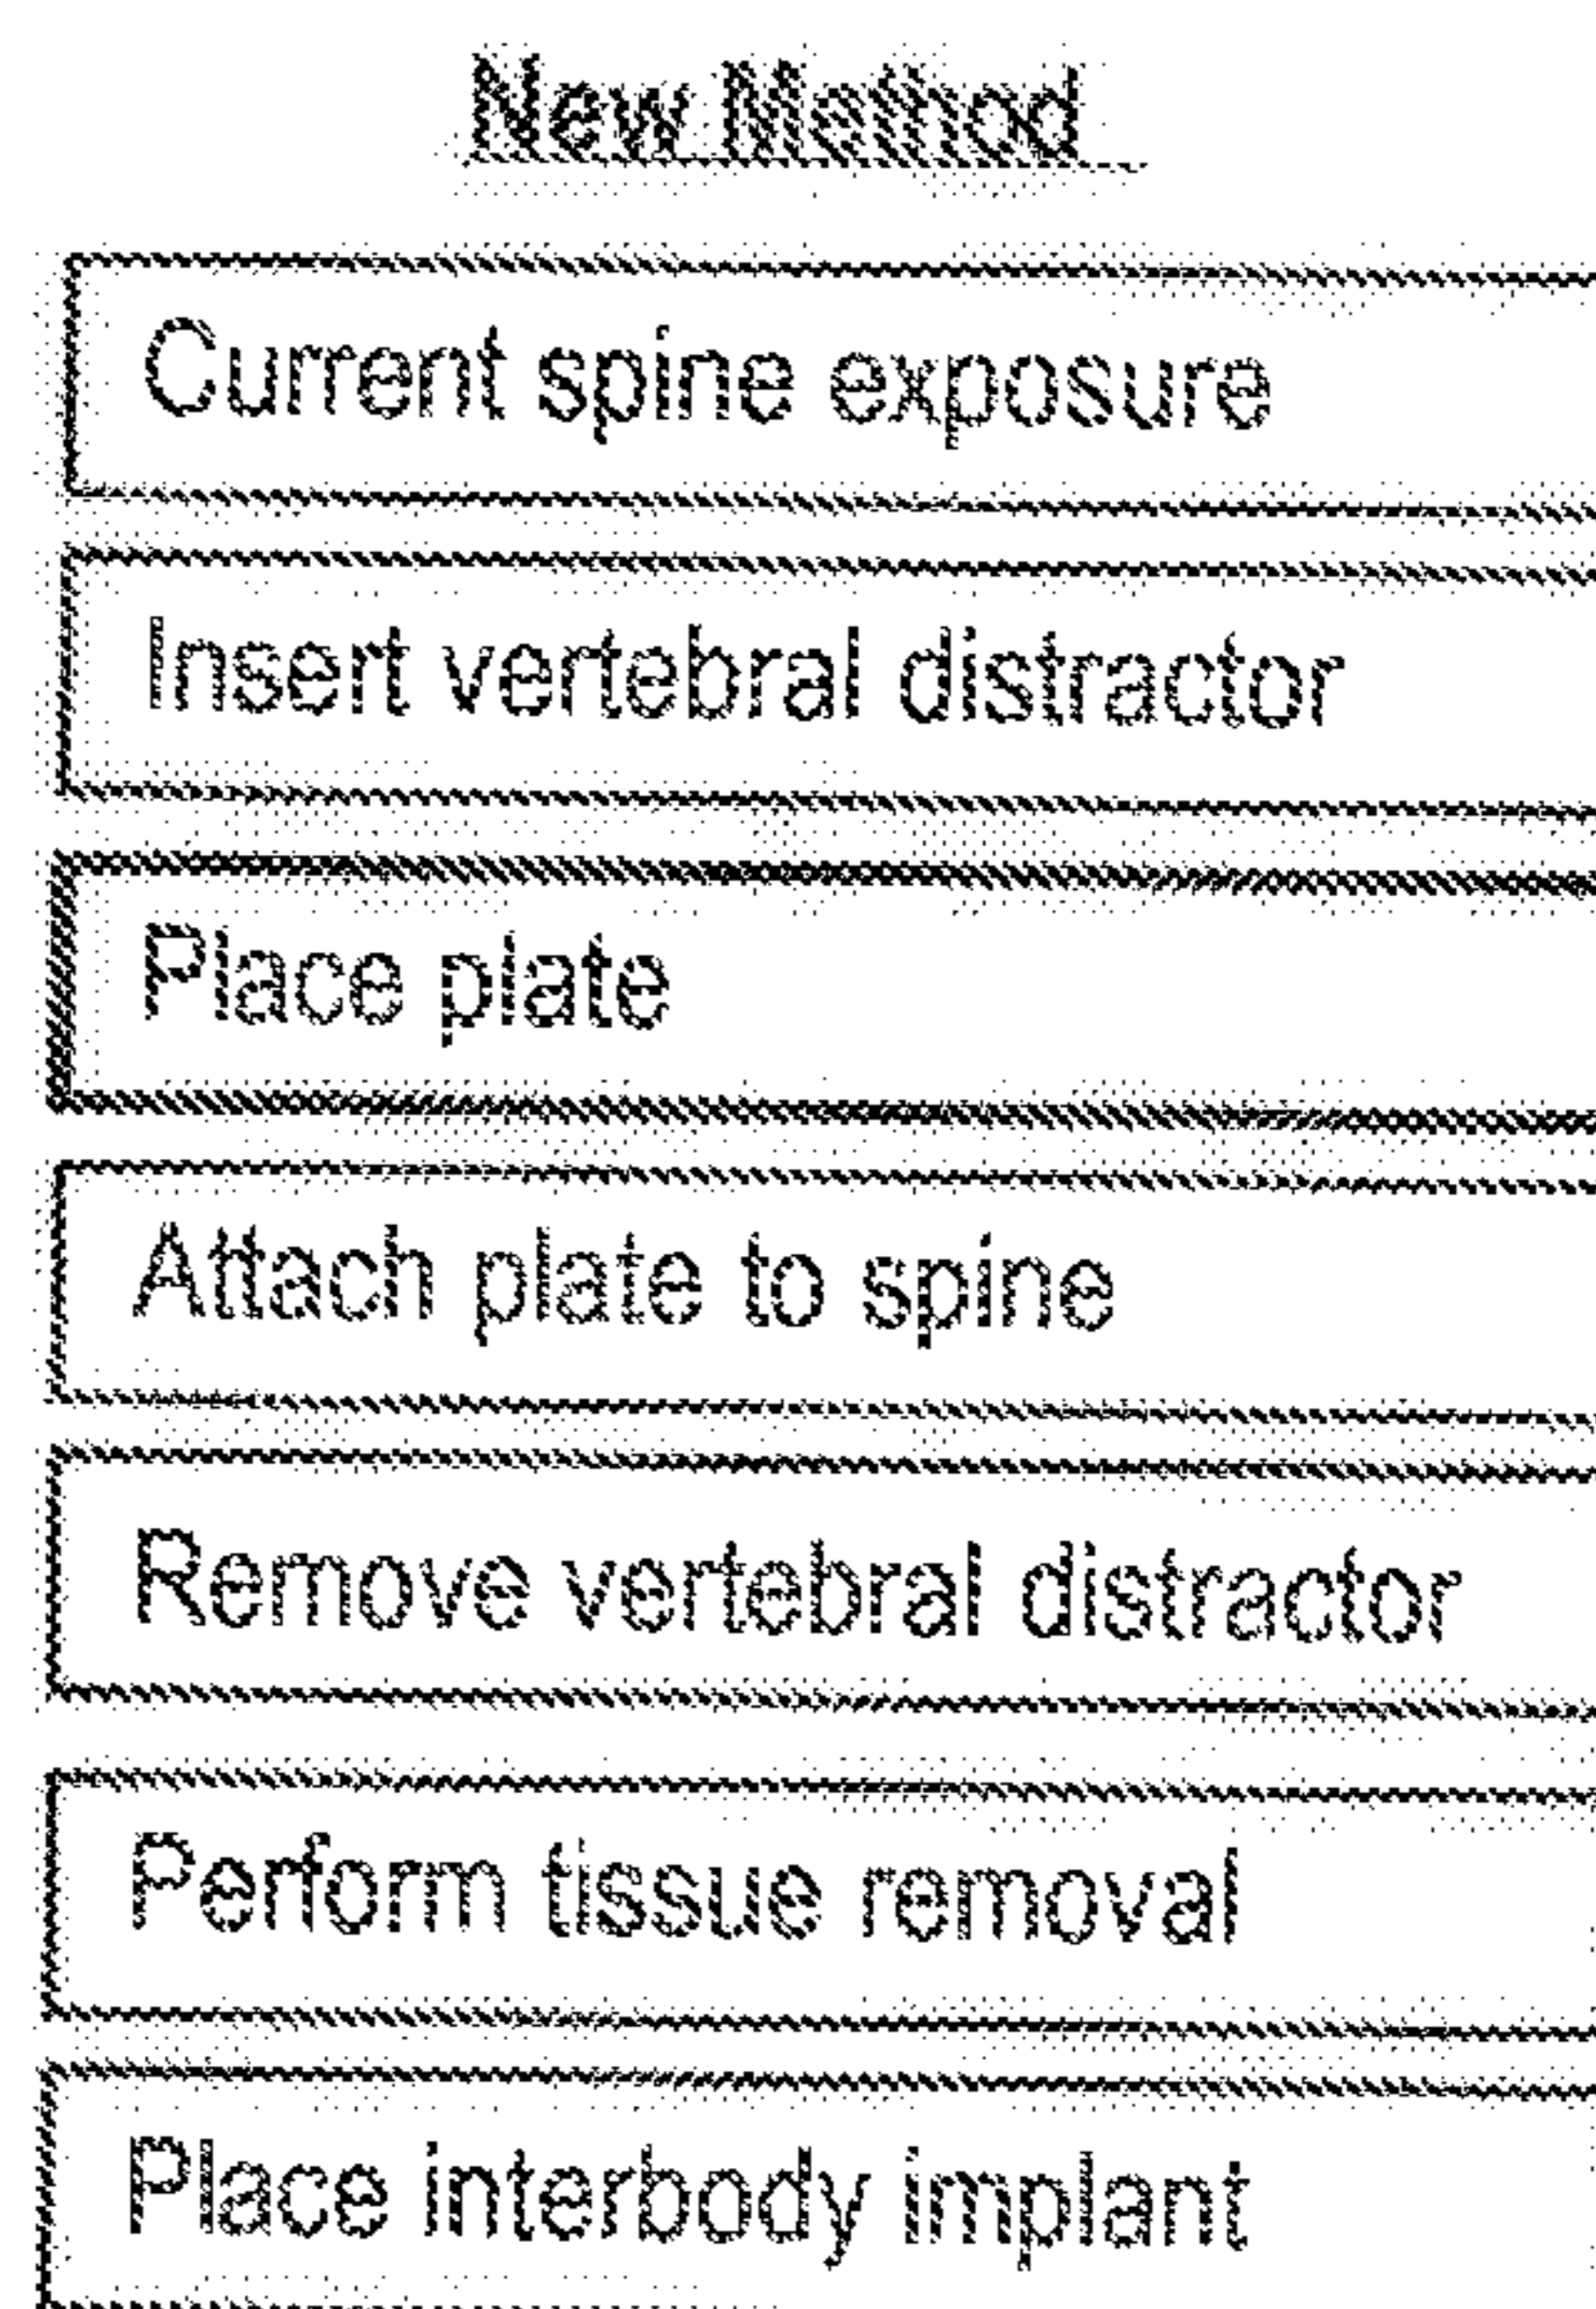 New Method
Current spine exposure
Insert vertebral distractor
Place plate
Attach plate to spine
Remove vertebral distractor
Perform tissue removal
Place interbody implant